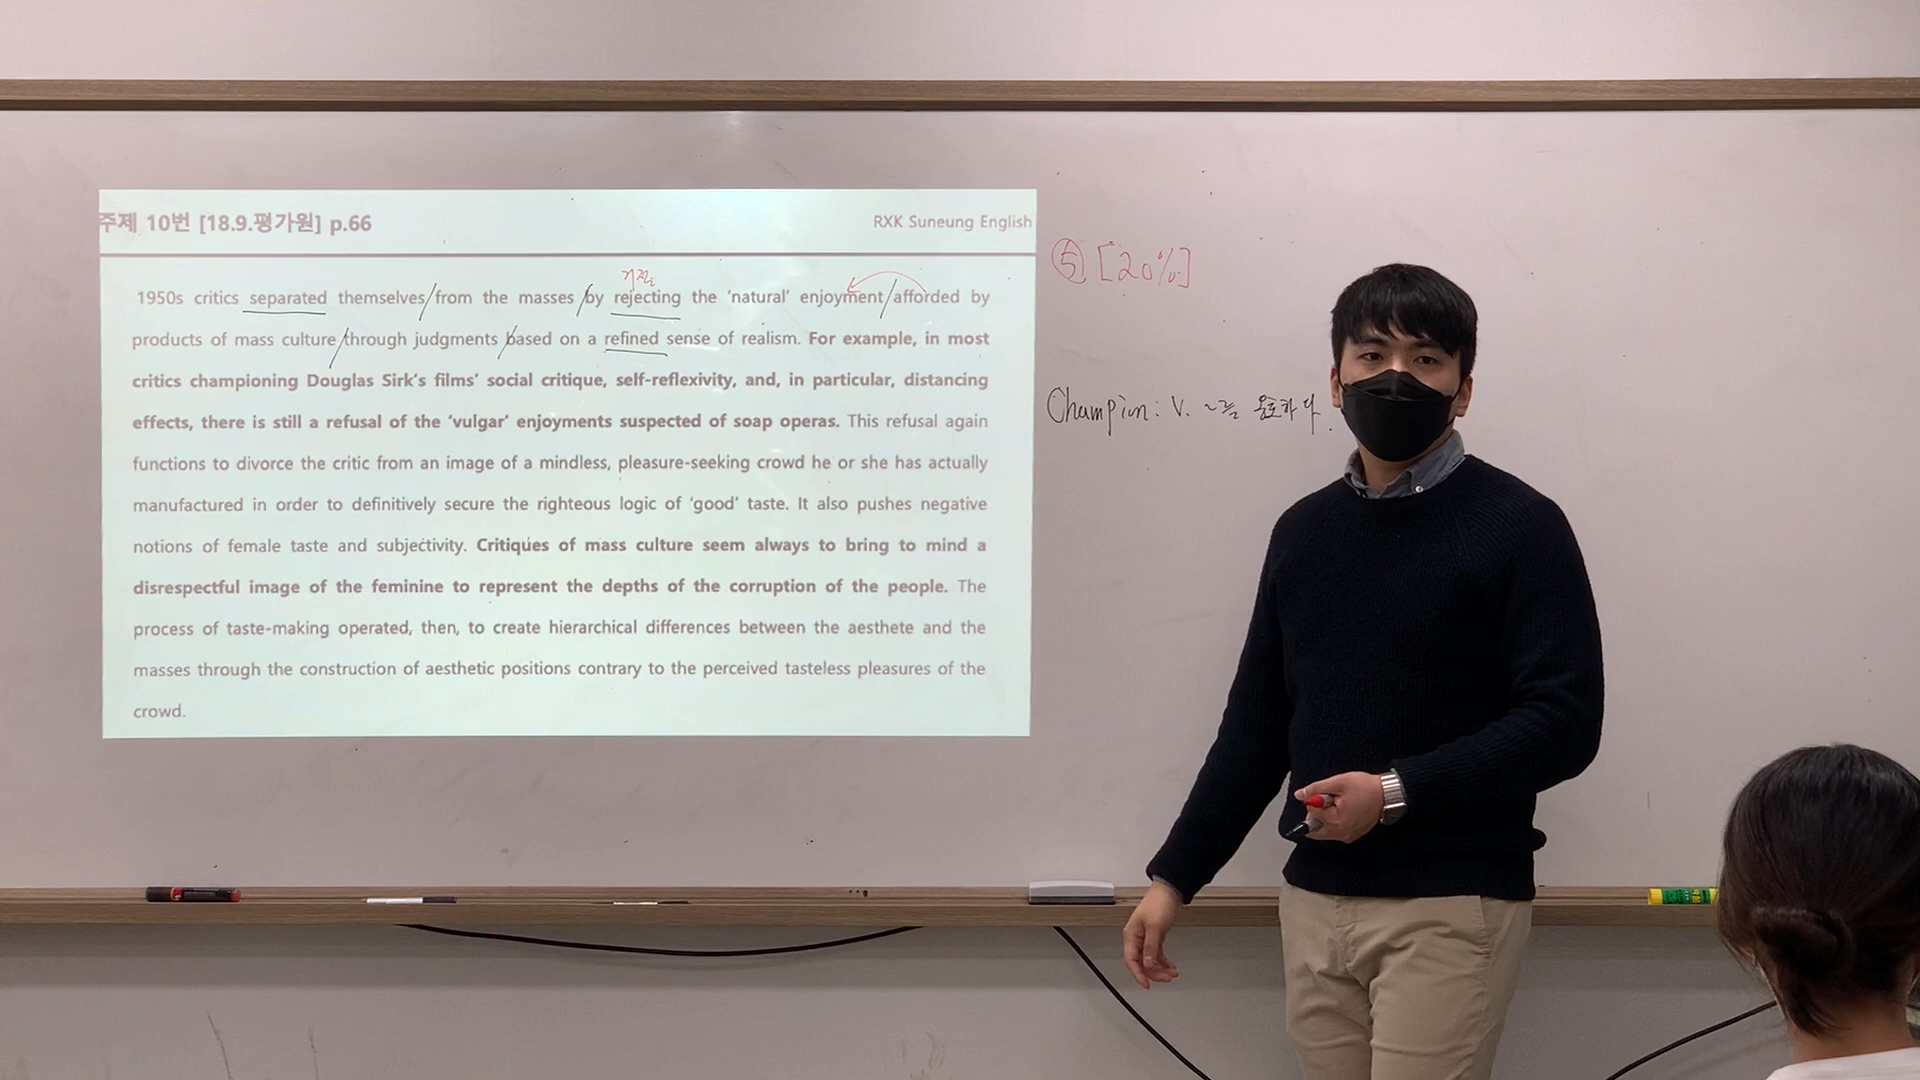 주제 10번 [18.9.평가원] p.66
RXK Suneung English
거절
1950s critics separated themselves/from the masses/by rejecting the 'natural' enjoyment/afforded by
products of mass culture/through judgments/based on a refined sense of realism. For example, in most
critics championing Douglas Sirk's films' social critique, self-reflexivity, and, in particular, distancing
effects, there is still a refusal of the 'vulgar' enjoyments suspected of soap operas. This refusal again
functions to divorce the critic from an image of a mindless, pleasure-seeking crowd he or she has actually
manufactured in order to definitively secure the righteous logic of 'good' taste. It also pushes negative
notions of female taste and subjectivity. Critiques of mass culture seem always to bring to mind a
disrespectful image of the feminine to represent the depths of the corruption of the people. The
process of taste-making operated, then, to create hierarchical differences between the aesthete and the
masses through the construction of aesthetic positions contrary to the perceived tasteless pleasures of the
crowd.
⑤ [20%]
Champion: V. ~를 옹호하다.